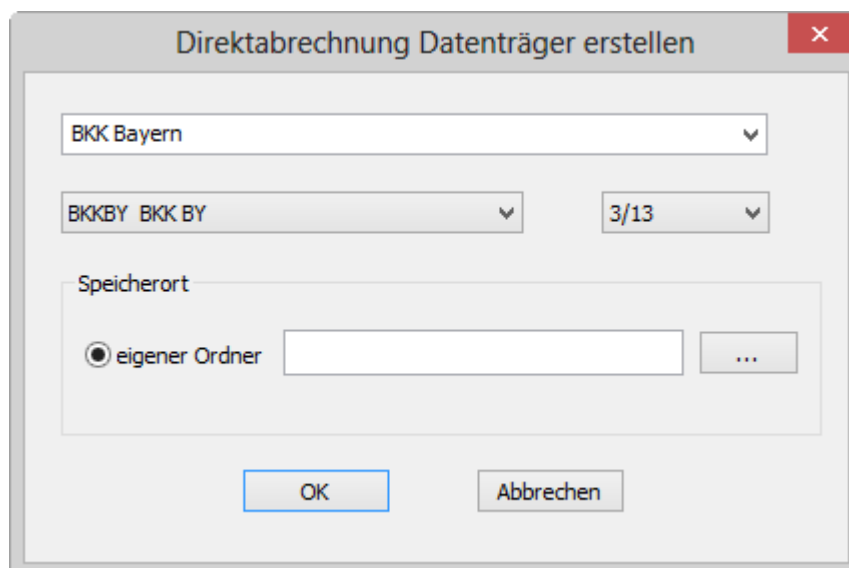 Direktabrechnung Datenträger erstellen
BKK Bayern
BKKBY BKK BY 3/13
Speicherort
eigener Ordner ...
OK Abbrechen